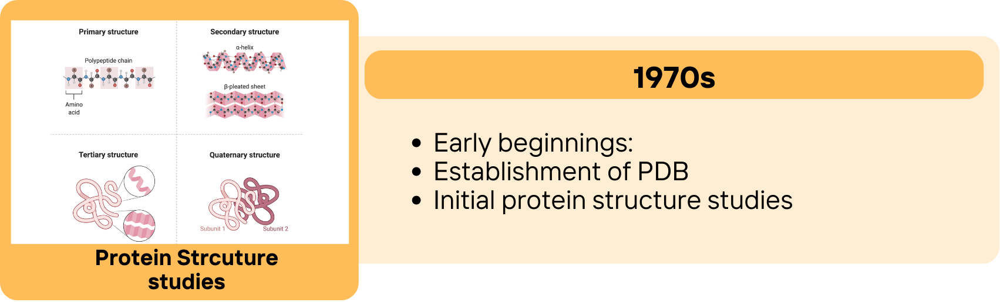 Primary structure
Polypeptide chain
Amino
acid
Secondary structure
α-helix
β-pleated sheet
Tertiary structure
Quaternary structure
Subunit 1
Subunit 2
Protein Strcuture
studies
1970s
• Early beginnings:
• Establishment of PDB
• Initial protein structure studies